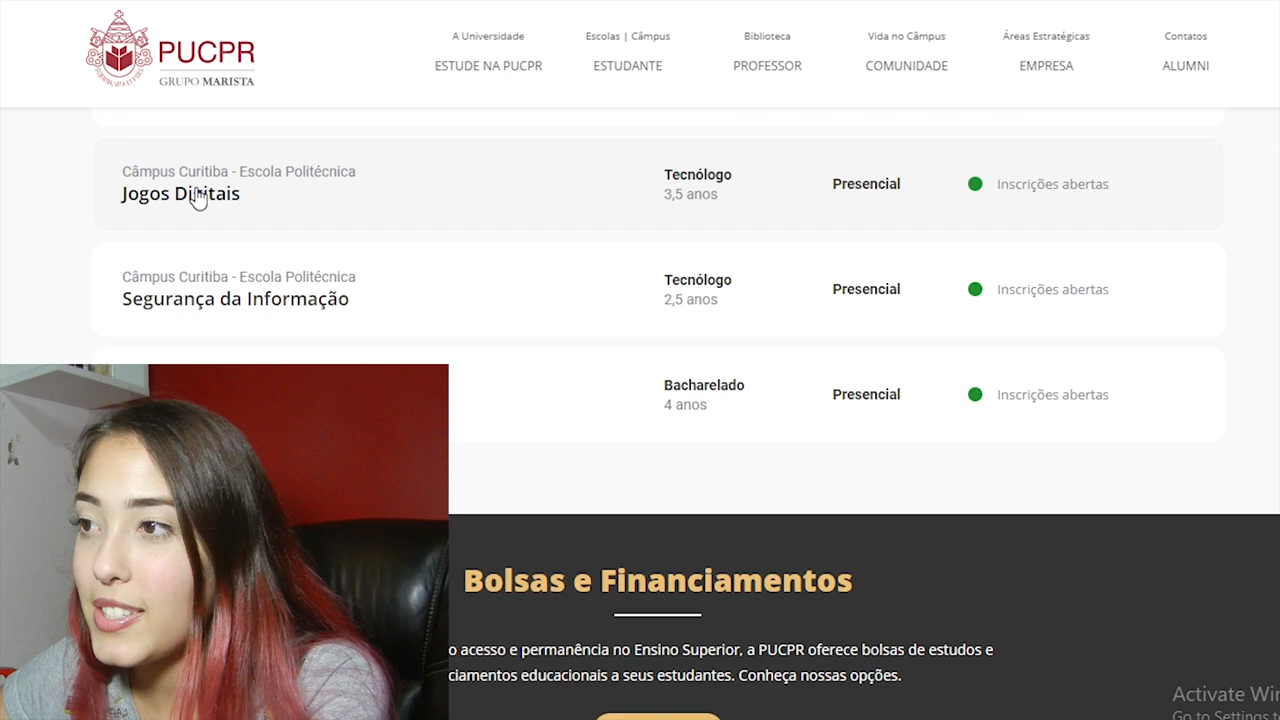 PUCPR
GRUPO MARISTA
A Universidade
Escolas | Câmpus
Biblioteca
Vida no Câmpus
Áreas Estratégicas
Contatos
ESTUDE NA PUCPR
ESTUDANTE
PROFESSOR
COMUNIDADE
EMPRESA
ALUMNI
Câmpus Curitiba - Escola Politécnica
Jogos Digitais
Tecnólogo
3,5 anos
Presencial
Inscrições abertas
Câmpus Curitiba - Escola Politécnica
Segurança da Informação
Tecnólogo
2,5 anos
Presencial
Inscrições abertas
Bacharelado
4 anos
Presencial
Inscrições abertas
Bolsas e Financiamentos
o acesso e permanência no Ensino Superior, a PUCPR oferece bolsas de estudos e
ciamentos educacionais a seus estudantes. Conheça nossas opções.
Activate Win
Go to Settings t